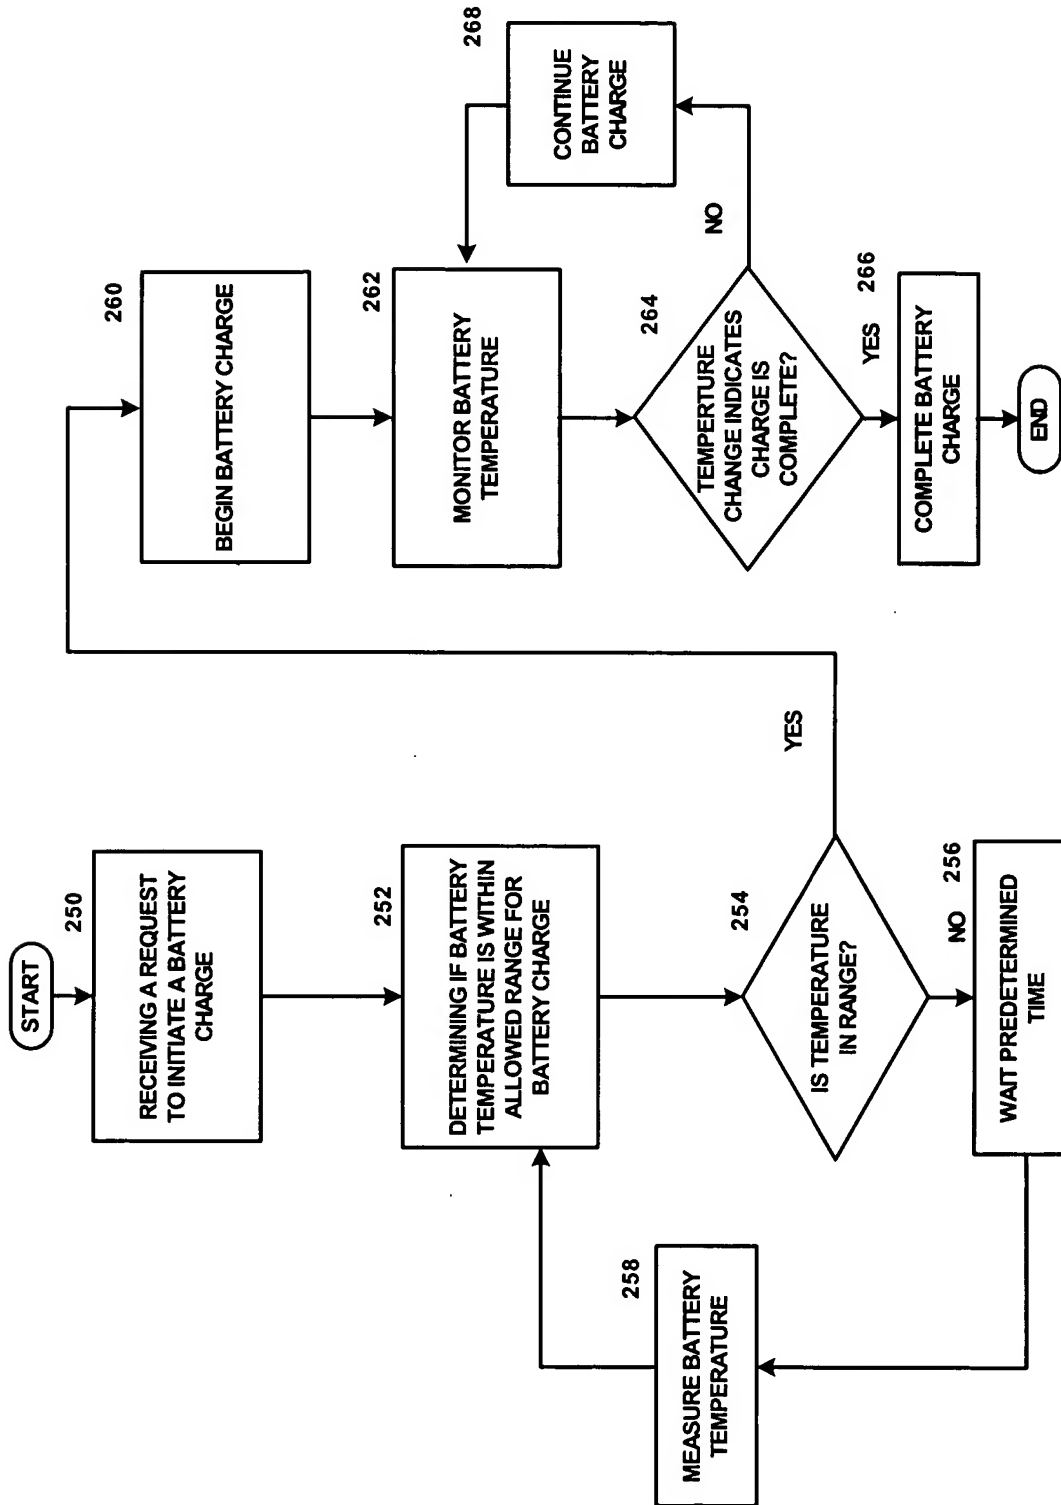 START
250
RECEIVING A REQUEST
TO INITIATE A BATTERY
CHARGE
252
DETERMINING IF BATTERY
TEMPERATURE IS WITHIN
ALLOWED RANGE FOR
BATTERY CHARGE
254
IS TEMPERATURE
IN RANGE?
YES
NO
256
WAIT PREDETERMINED
TIME
258
MEASURE BATTERY
TEMPERATURE
260
BEGIN BATTERY CHARGE
262
MONITOR BATTERY
TEMPERATURE
264
TEMPERTURE
CHANGE INDICATES
CHARGE IS
COMPLETE?
NO
268
CONTINUE
BATTERY
CHARGE
YES
266
COMPLETE BATTERY
CHARGE
END